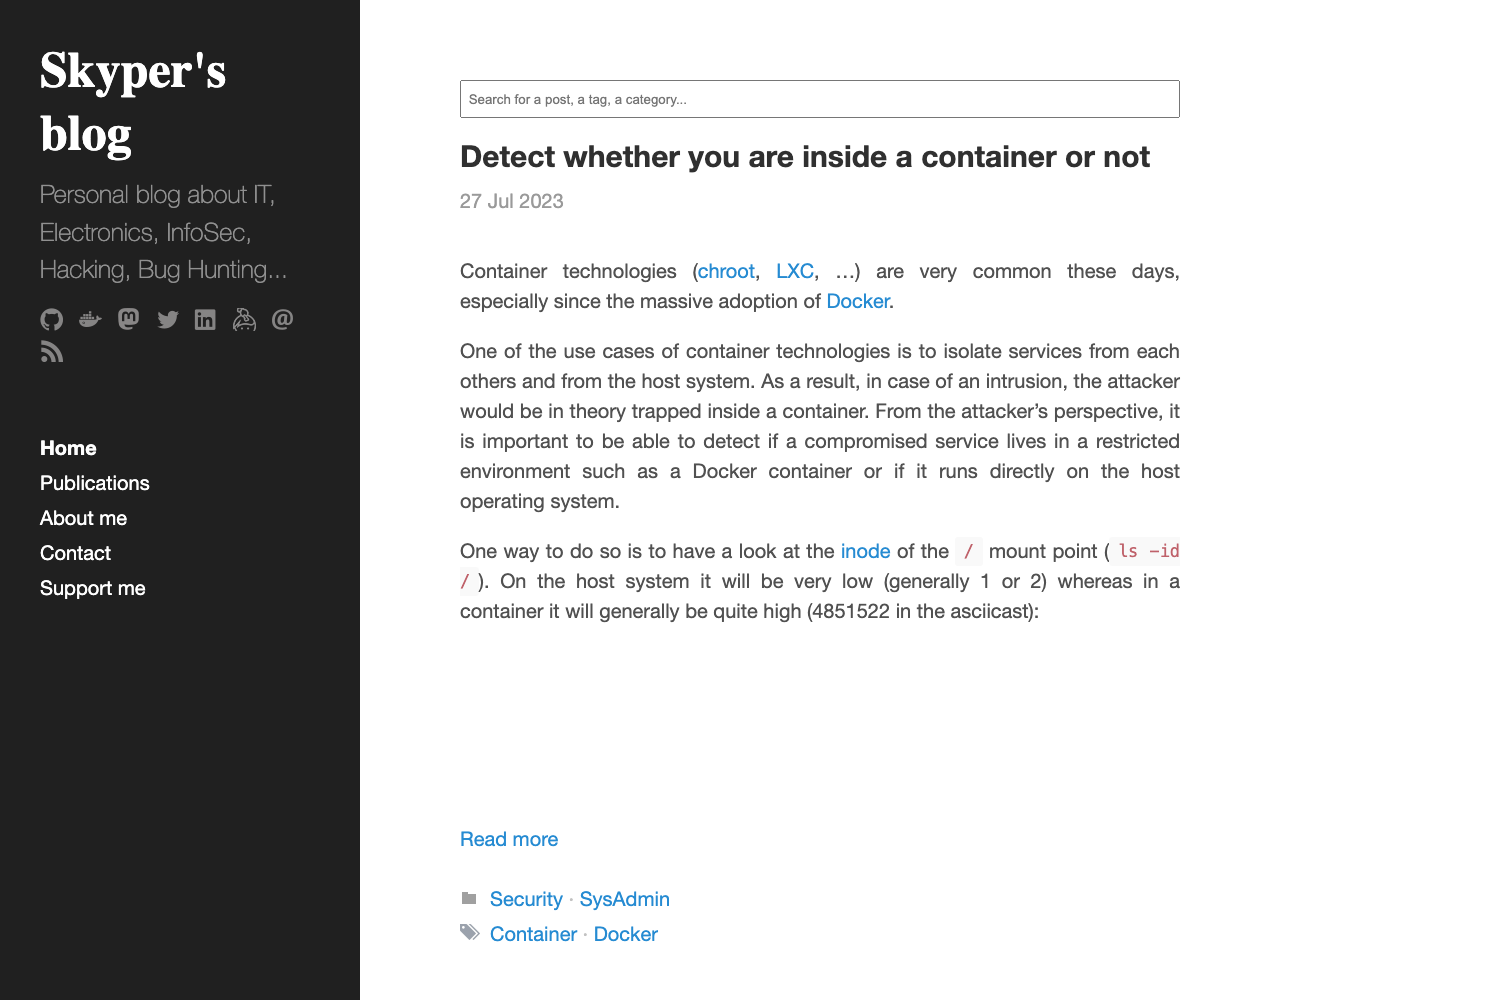 Skyper's
blog
Personal blog about IT,
Electronics, InfoSec,
Hacking, Bug Hunting...
Home
Publications
About me
Contact
Support me
Search for a post, a tag, a category...
Detect whether you are inside a container or not
27 Jul 2023
Container technologies (chroot, LXC, …) are very common these days,
especially since the massive adoption of Docker.
One of the use cases of container technologies is to isolate services from each
others and from the host system. As a result, in case of an intrusion, the attacker
would be in theory trapped inside a container. From the attacker’s perspective, it
is important to be able to detect if a compromised service lives in a restricted
environment such as a Docker container or if it runs directly on the host
operating system.
One way to do so is to have a look at the inode of the / mount point ( ls -id
/ ). On the host system it will be very low (generally 1 or 2) whereas in a
container it will generally be quite high (4851522 in the asciicast):
Read more
Security · SysAdmin
Container · Docker